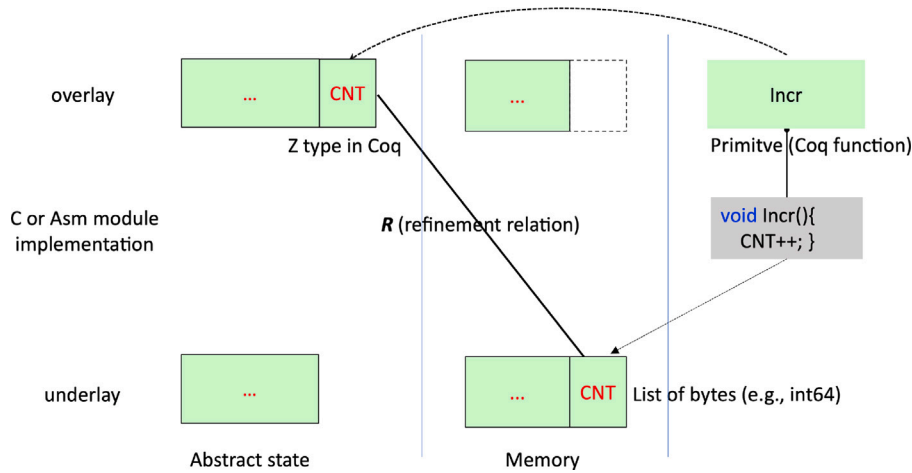 overlay
...
CNT
...
Incr
Z type in Coq
Primitve (Coq function)
C or Asm module
implementation
R (refinement relation)
void Incr(){
CNT++; }
underlay
...
...
CNT
List of bytes (e.g., int64)
Abstract state
Memory